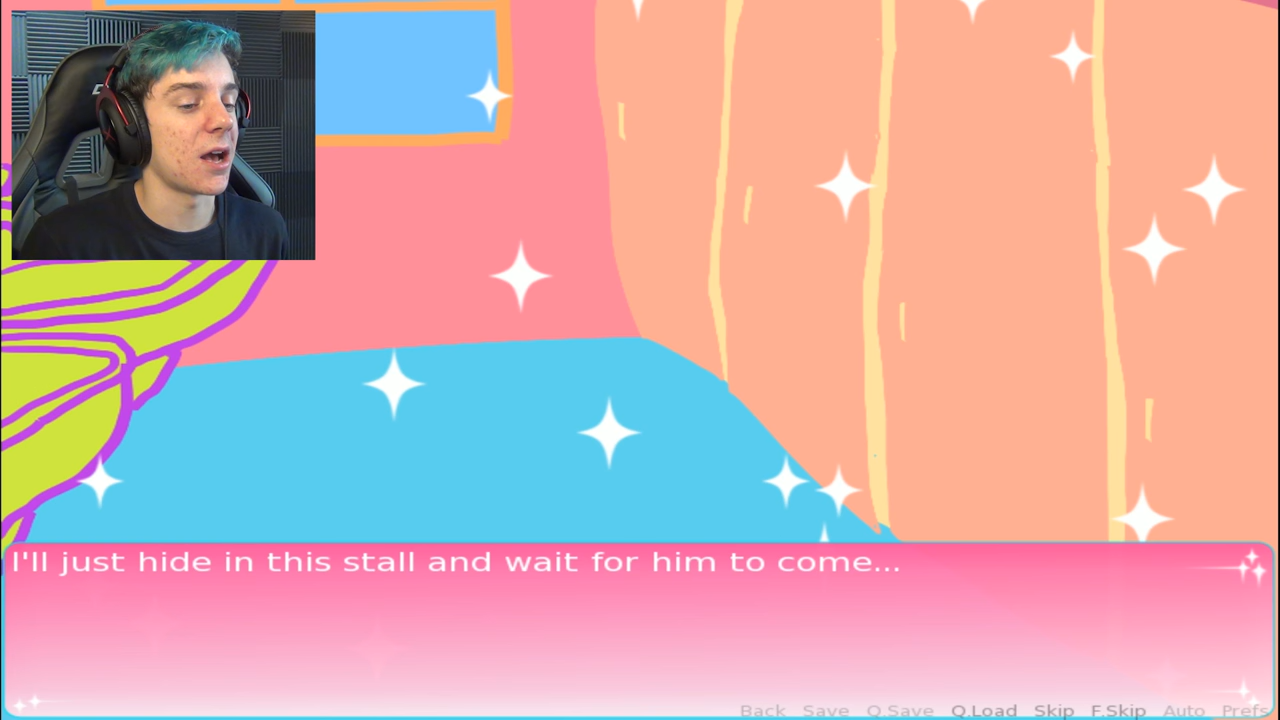 I'll just hide in this stall and wait for him to come...
Back Save Q.Save Q.Load Skip F.Skip Auto Prefs